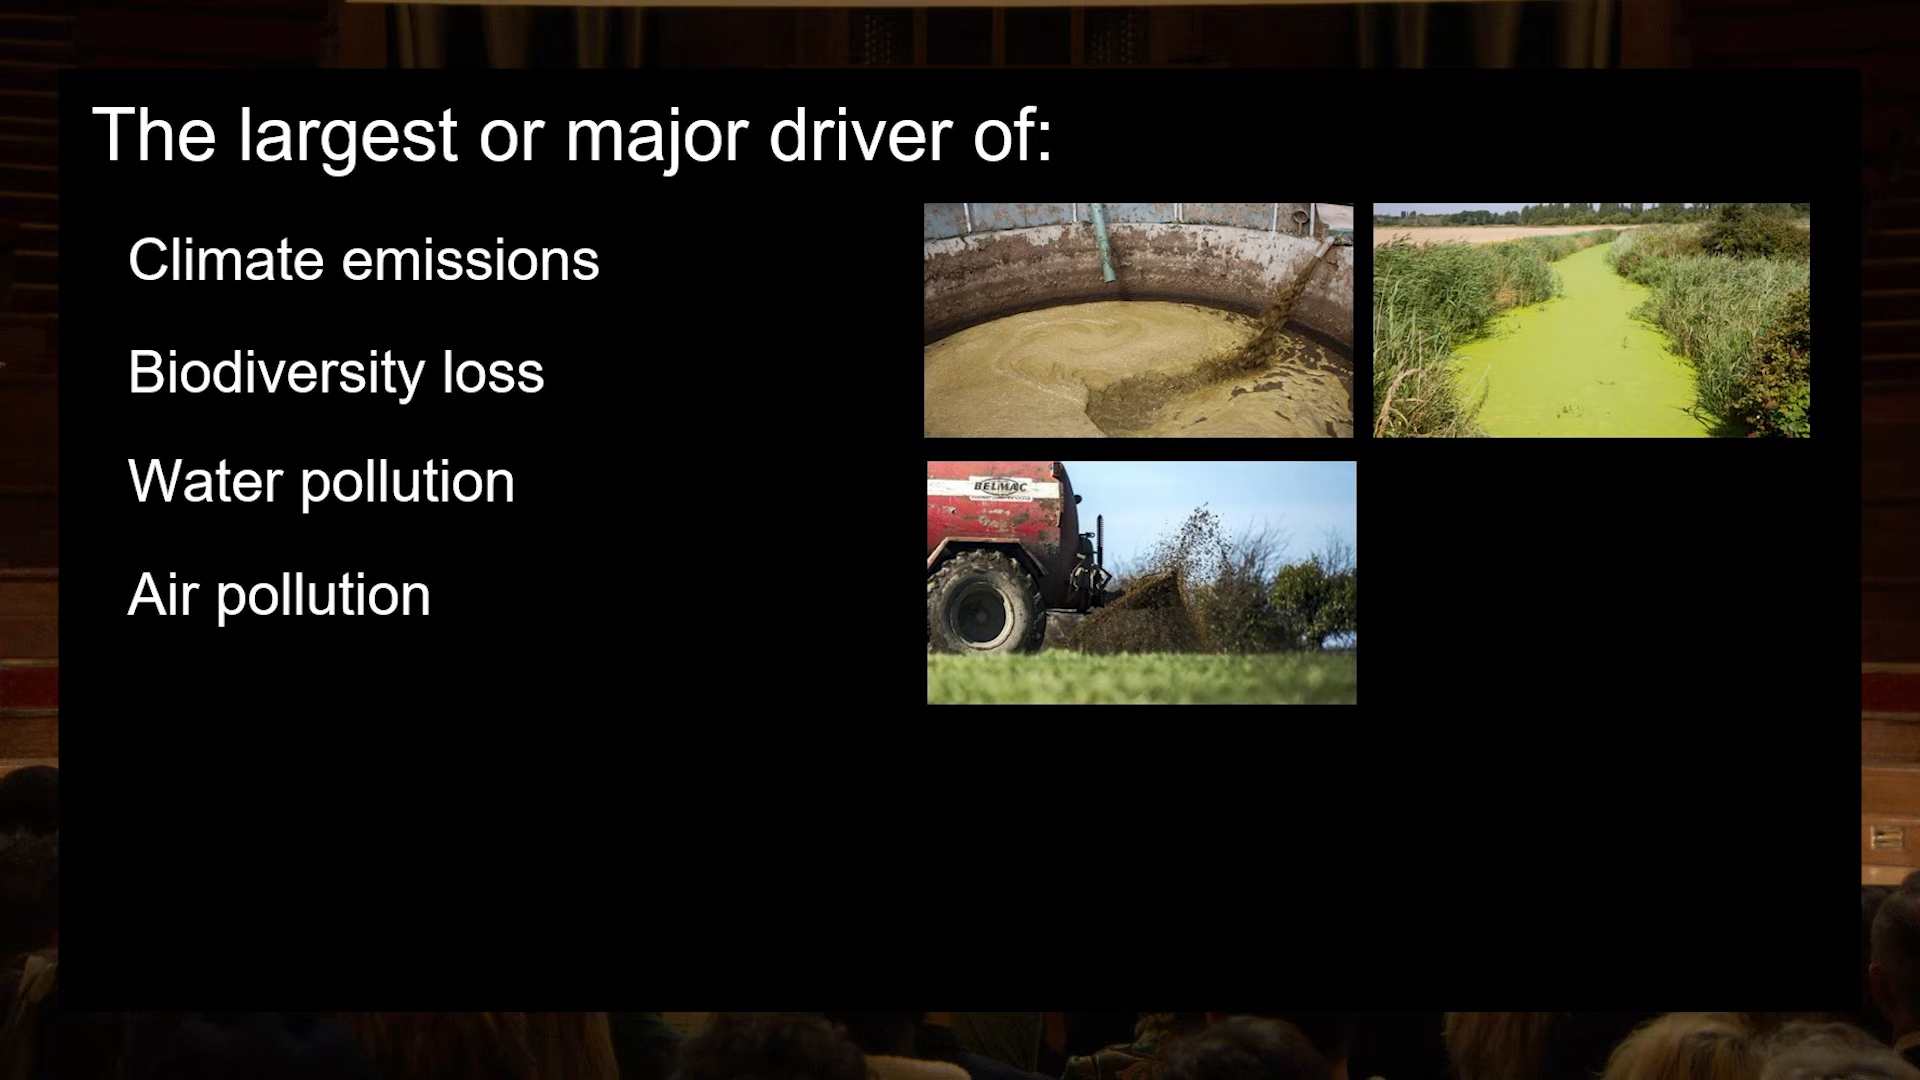 The largest or major driver of:
Climate emissions
Biodiversity loss
Water pollution
Air pollution
BELMAC